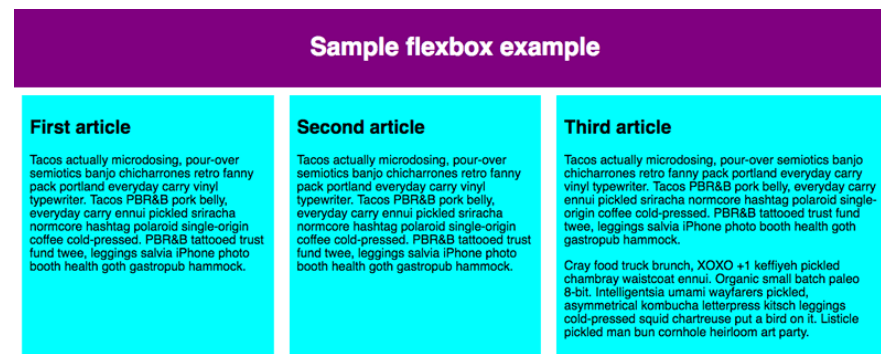 Sample flexbox example
First article
Tacos actually microdosing, pour-over
semiotics banjo chicharrones retro fanny
pack portland everyday carry vinyl
typewriter. Tacos PBR&B pork belly,
everyday carry ennui pickled sriracha
normcore hashtag polaroid single-origin
coffee cold-pressed. PBR&B tattooed trust
fund twee, leggings salvia iPhone photo
booth health goth gastropub hammock.
Second article
Tacos actually microdosing, pour-over
semiotics banjo chicharrones retro fanny
pack portland everyday carry vinyl
typewriter. Tacos PBR&B pork belly,
everyday carry ennui pickled sriracha
normcore hashtag polaroid single-origin
coffee cold-pressed. PBR&B tattooed trust
fund twee, leggings salvia iPhone photo
booth health goth gastropub hammock.
Third article
Tacos actually microdosing, pour-over semiotics banjo
chicharrones retro fanny pack portland everyday carry
vinyl typewriter. Tacos PBR&B pork belly, everyday carry
ennui pickled sriracha normcore hashtag polaroid single-
origin coffee cold-pressed. PBR&B tattooed trust fund
twee, leggings salvia iPhone photo booth health goth
gastropub hammock.
Cray food truck brunch, XOXO +1 keffiyeh pickled
chambray waistcoat ennui. Organic small batch paleo
8-bit. Intelligentsia umami wayfarers pickled,
asymmetrical kombucha letterpress kitsch leggings
cold-pressed squid chartreuse put a bird on it. Listicle
pickled man bun cornhole heirloom art party.